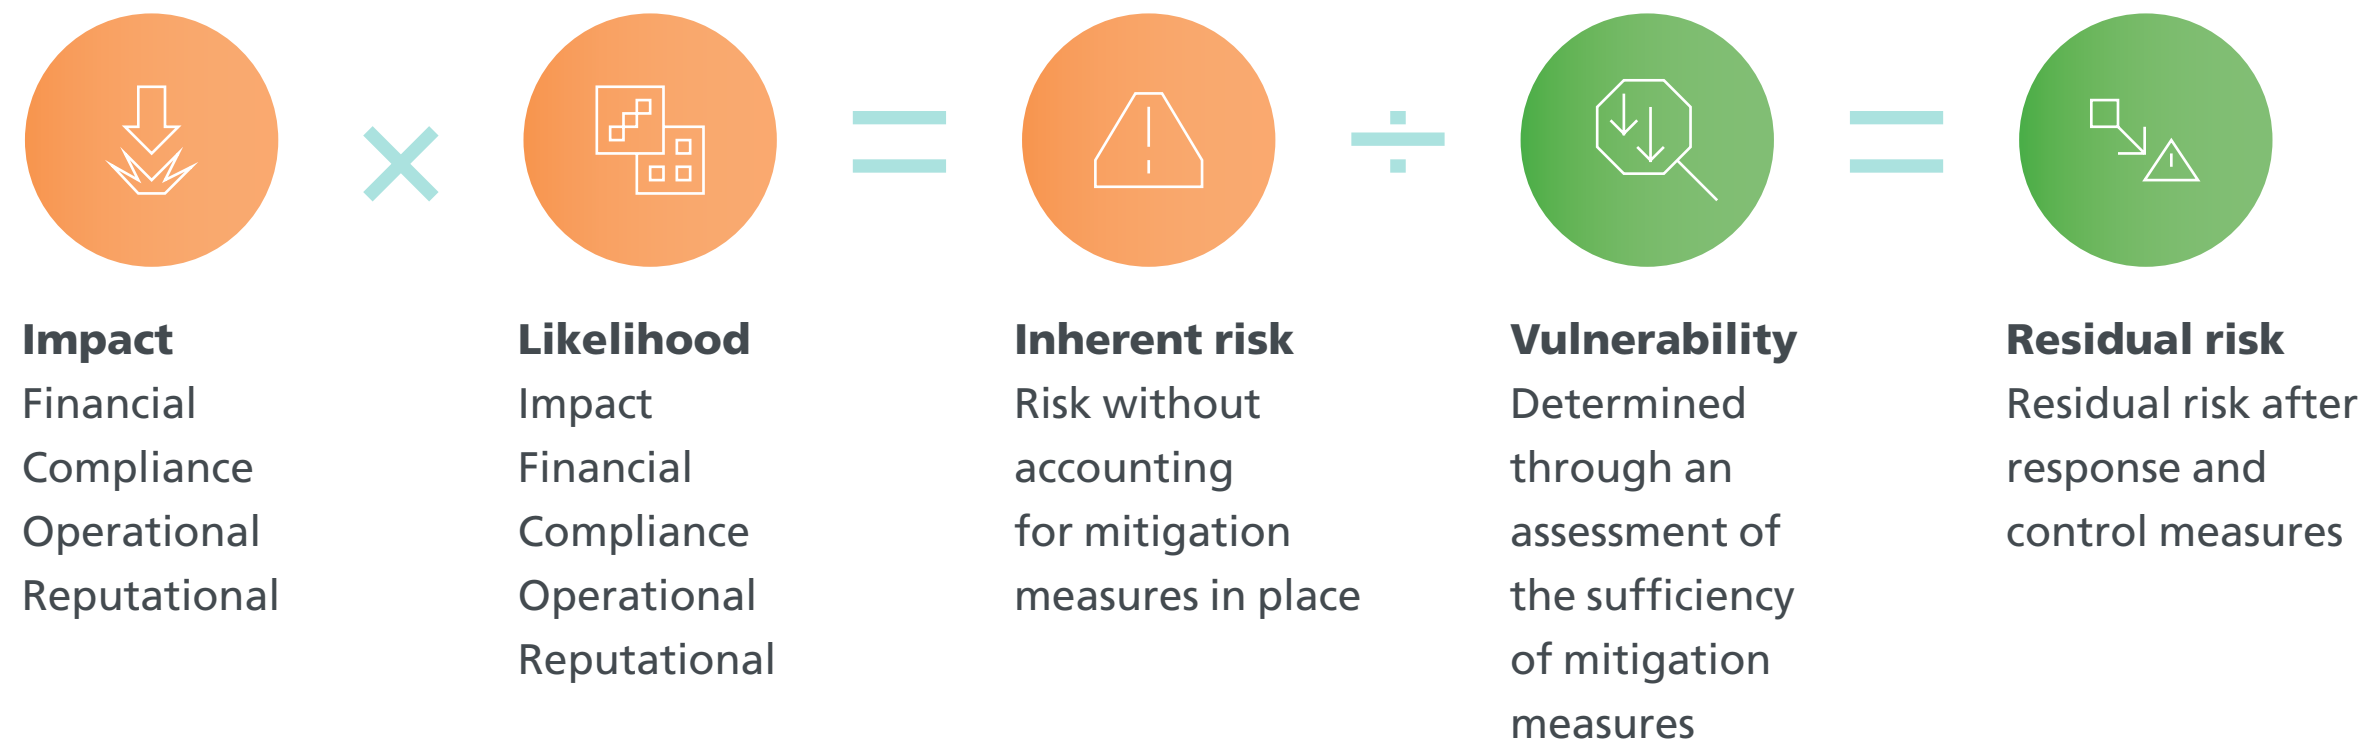 Impact
Financial
Compliance
Operational
Reputational
Likelihood
Impact
Financial
Compliance
Operational
Reputational
Inherent risk
Risk without
accounting
for mitigation
measures in place
Vulnerability
Determined
through an
assessment of
the sufficiency
of mitigation
measures
Residual risk
Residual risk after
response and
control measures